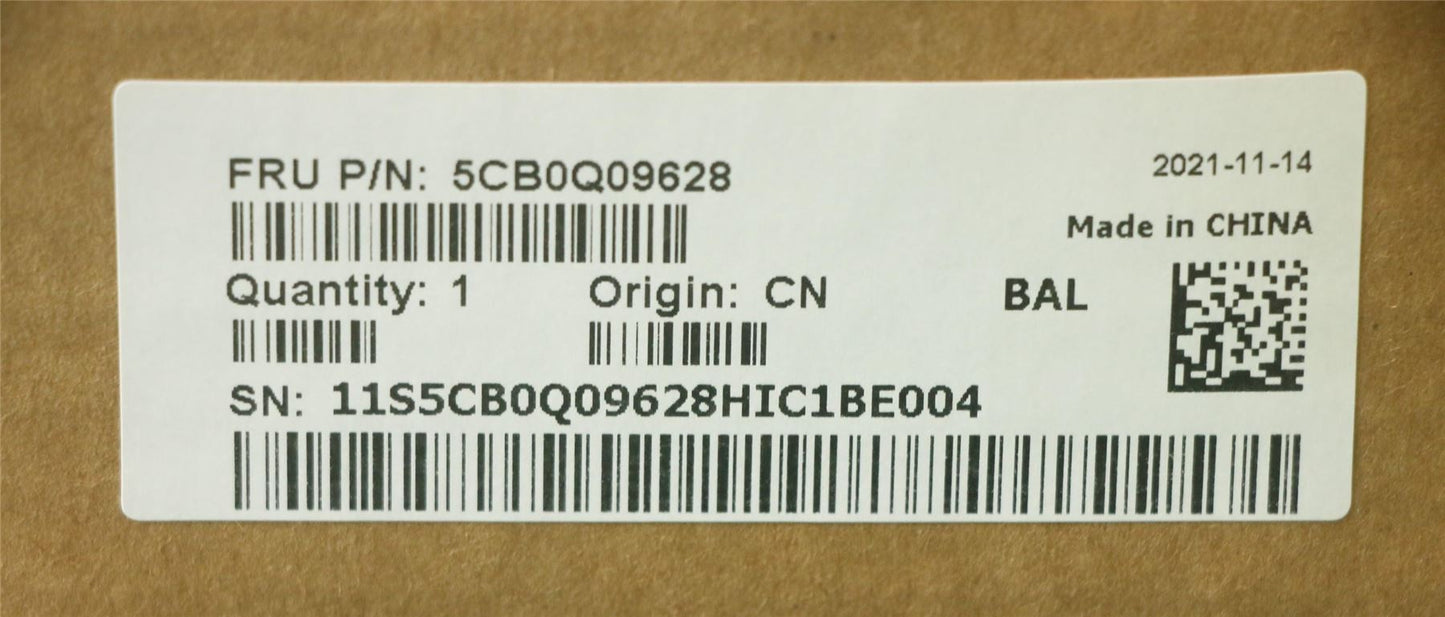 FRU P/N: 5CB0Q09628
2021-11-14
Made in CHINA
Quantity: 1 Origin: CN BAL
SN: 11S5CB0Q09628HIC1BE004